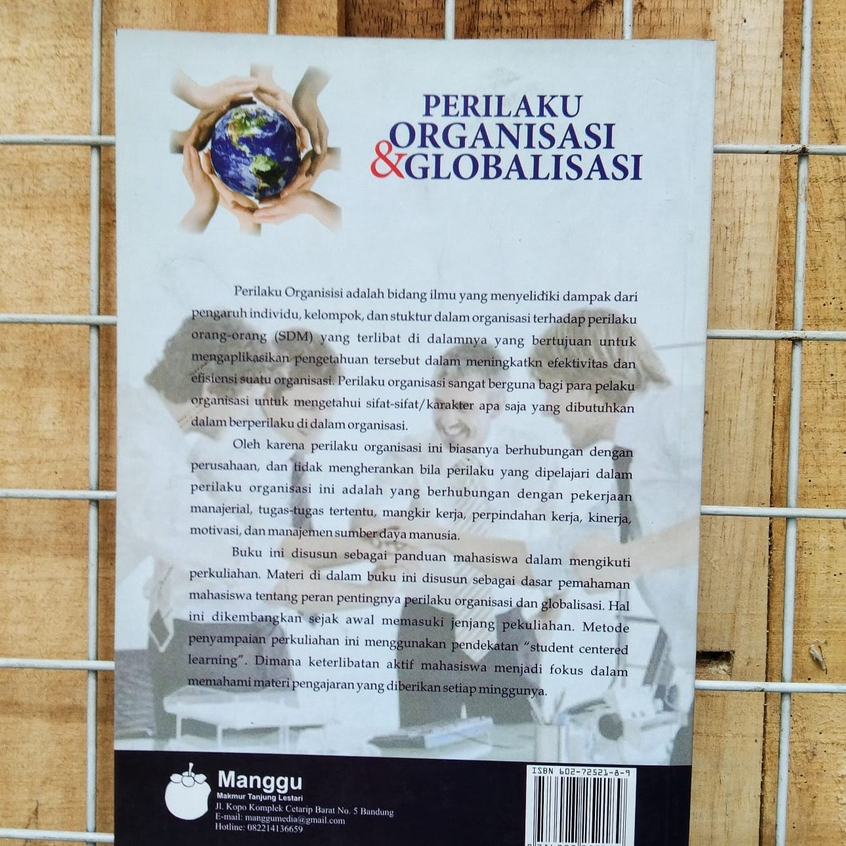 PERILAKU
ORGANISASI
&GLOBALISASI
Perilaku Organisisi adalah bidang ilmu yang menyelidiki dampak dari
pengaruh individu, kelompok, dan stuktur dalam organisasi terhadap perilaku
orang-orang (SDM) yang terlibat di dalamnya yang bertujuan untuk
mengaplikasikan pengetahuan tersebut dalam meningkatkn efektivitas dan
efisiensi suatu organisasi. Perilaku organisasi sangat berguna bagi para pelaku
organisasi untuk mengetahui sifat-sifat/karakter apa saja yang dibutuhkan
dalam berperilaku di dalam organisasi.
Oleh karena perilaku organisasi ini biasanya berhubungan dengan
perusahaan, dan tidak mengherankan bila perilaku yang dipelajari dalam
perilaku organisasi ini adalah yang berhubungan dengan pekerjaan
manajerial, tugas-tugas tertentu, mangkir kerja, perpindahan kerja, kinerja,
motivasi, dan manajemen sumber daya manusia.
Buku ini disusun sebagai panduan mahasiswa dalam mengikuti
perkuliahan. Materi di dalam buku ini disusun sebagai dasar pemahaman
mahasiswa tentang peran pentingnya perilaku organisasi dan globalisasi. Hal
ini dikembangkan sejak awal memasuki jenjang pekuliahan. Metode
penyampaian perkuliahan ini menggunakan pendekatan “student centered
learning”. Dimana keterlibatan aktif mahasiswa menjadi fokus dalam
memahami materi pengajaran yang diberikan setiap minggunya.
Manggu
Makmur Tanjung Lestari
Jl. Kopo Komplek Cetarip Barat No. 5 Bandung
E-mail: manggumedia@gmail.com
Hotline: 082214136659
ISBN 602-72521-8-9